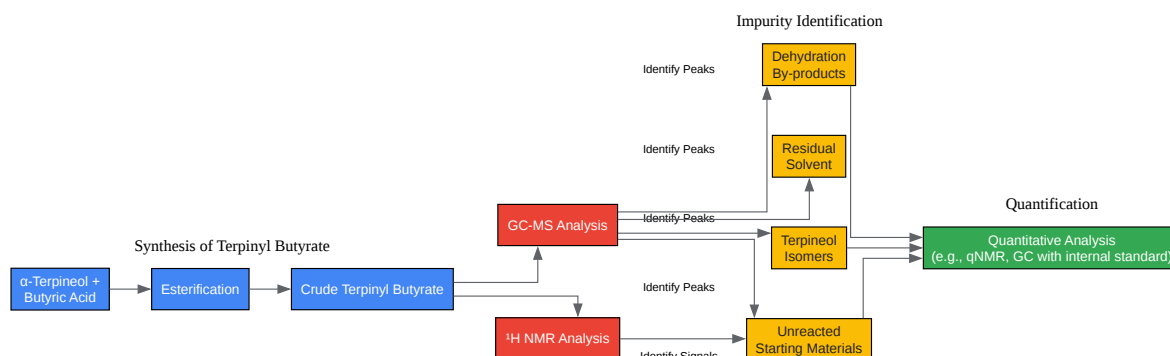 Impurity Identification
Dehydration
By-products
Identify Peaks
Identify Peaks
Residual
Solvent
GC-MS Analysis
Identify Peaks
Terpineol
Isomers
Quantification
Quantitative Analysis
(e.g., qNMR, GC with internal standard)
Synthesis of Terpinyl Butyrate
α-Terpineol +
Butyric Acid
Esterification
Crude Terpinyl Butyrate
Identify Peaks
¹H NMR Analysis
Unreacted
Starting Materials
Identify Signals